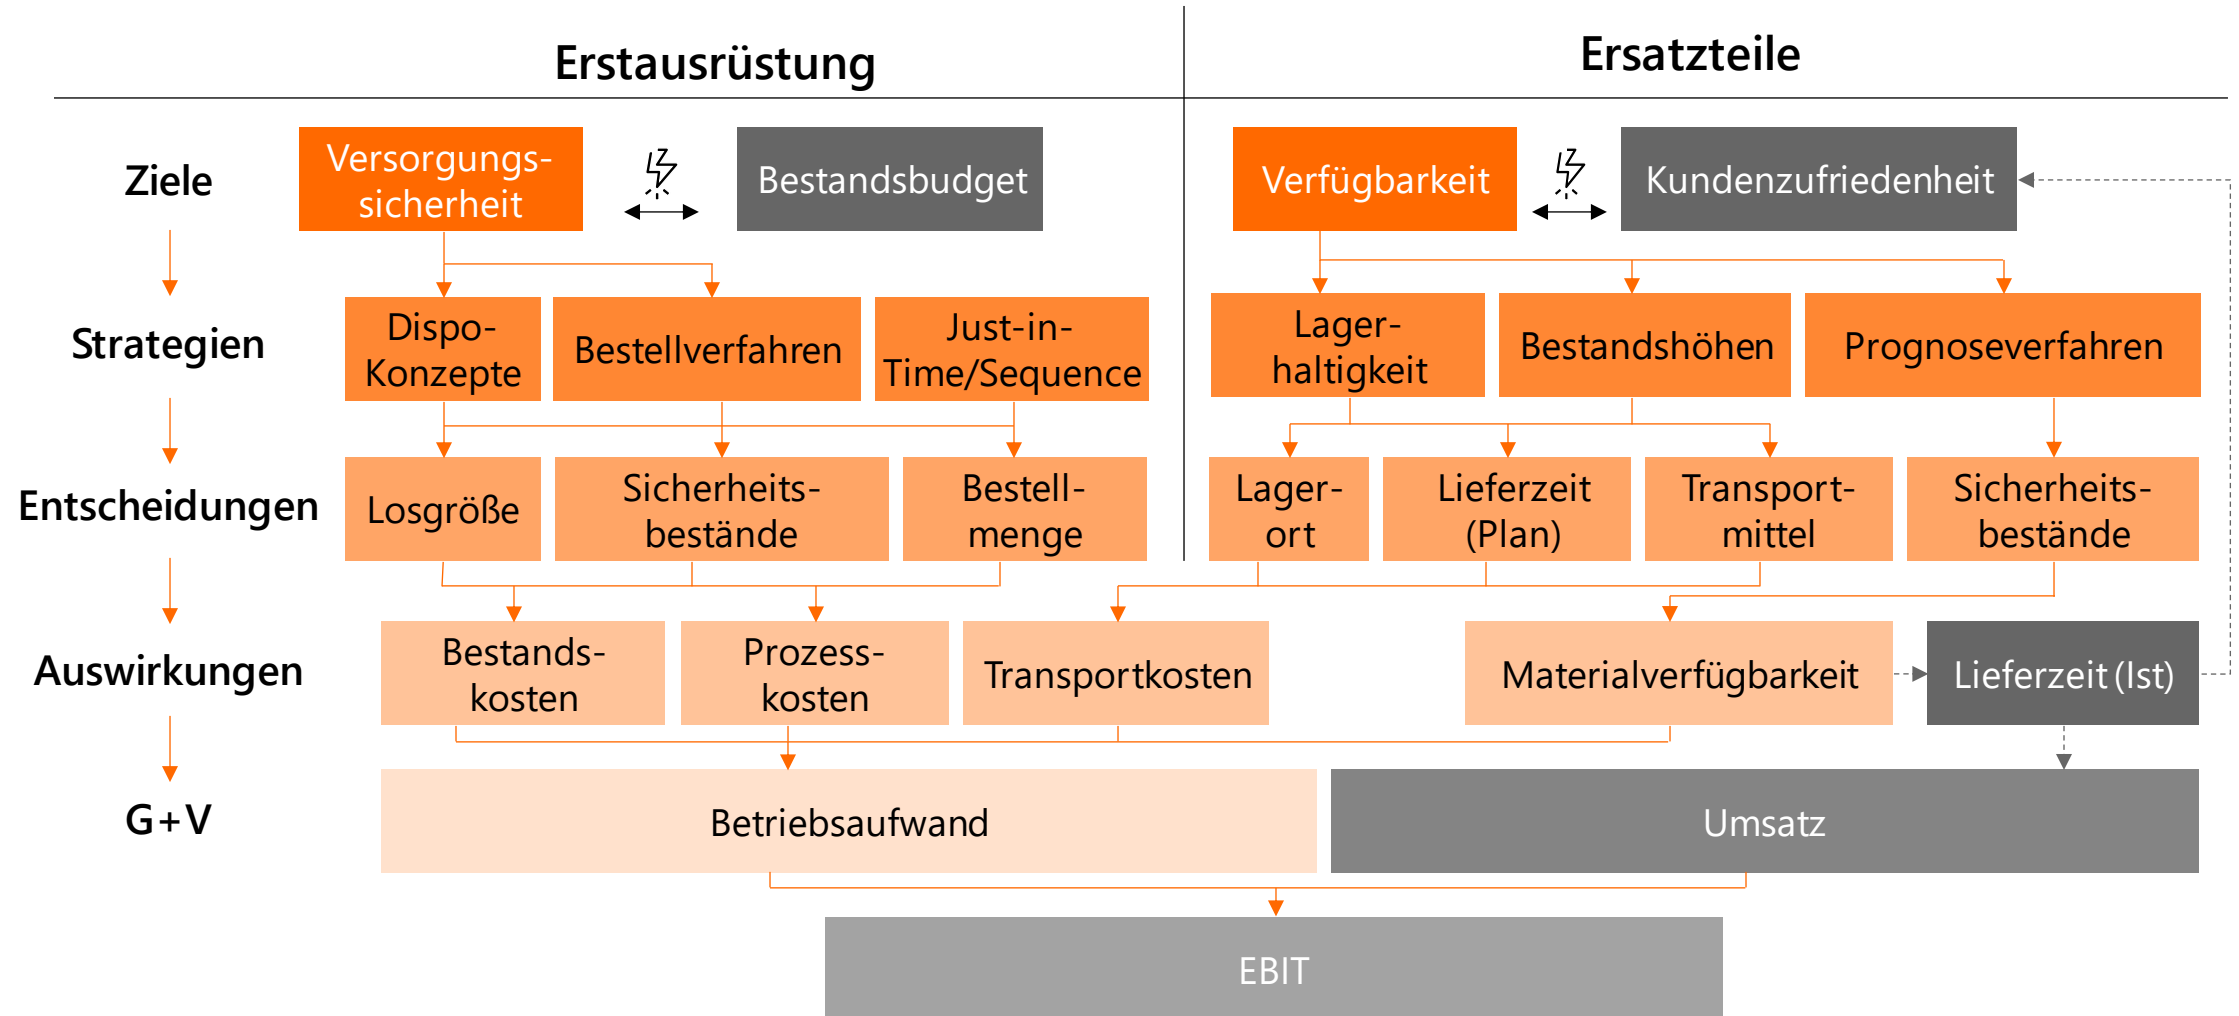 Erstausrüstung
Ersatzteile
Ziele
Versorgungs-
sicherheit
Bestandsbudget
Verfügbarkeit
Kundenzufriedenheit
Strategien
Dispo-
Konzepte
Bestellverfahren
Just-in-
Time/Sequence
Lager-
haltigkeit
Bestandshöhen
Prognoseverfahren
Entscheidungen
Losgröße
Sicherheits-
bestände
Bestell-
menge
Lager-
ort
Lieferzeit
(Plan)
Transport-
mittel
Sicherheits-
bestände
Auswirkungen
Bestands-
kosten
Prozess-
kosten
Transportkosten
Materialverfügbarkeit
Lieferzeit (Ist)
G+V
Betriebsaufwand
Umsatz
EBIT